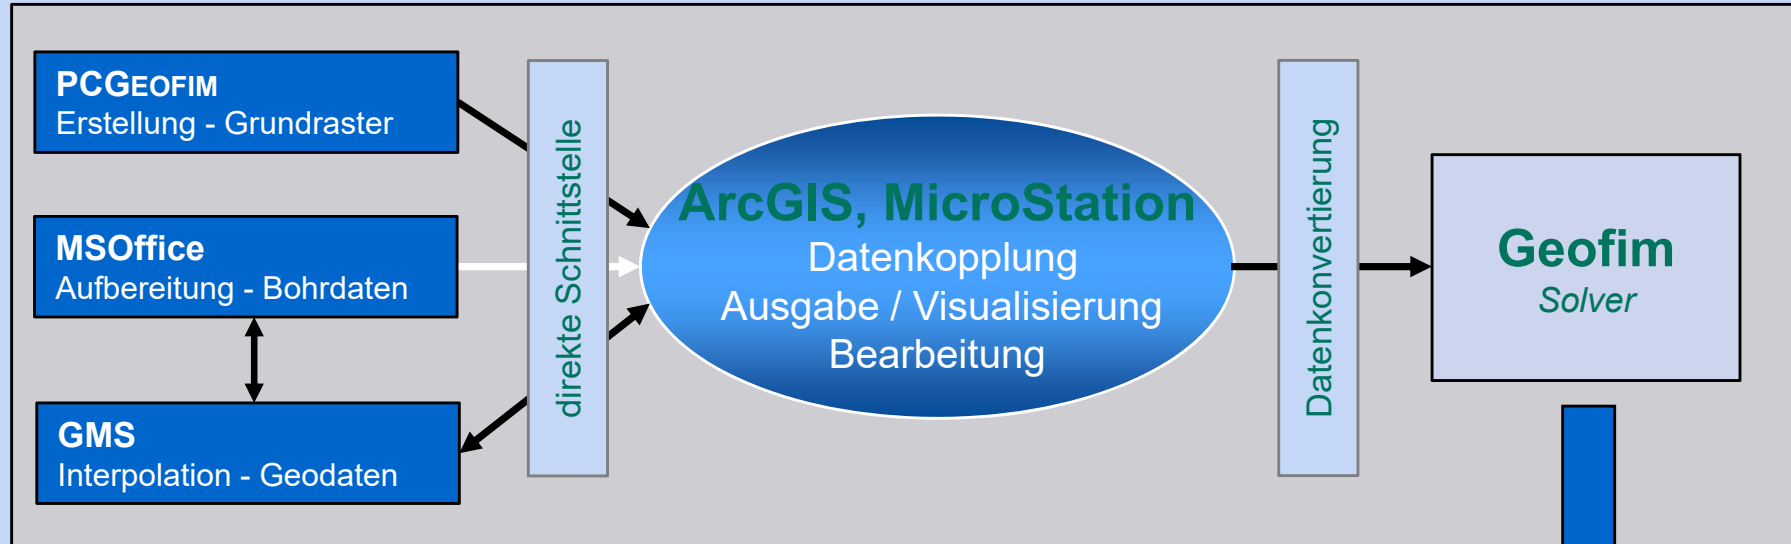 PCGEOFIM
Erstellung - Grundraster
MSOffice
Aufbereitung - Bohrdaten
GMS
Interpolation - Geodaten
direkte Schnittstelle
ArcGIS, MicroStation
Datenkopplung
Ausgabe / Visualisierung
Bearbeitung
Datenkonvertierung
Geofim
Solver